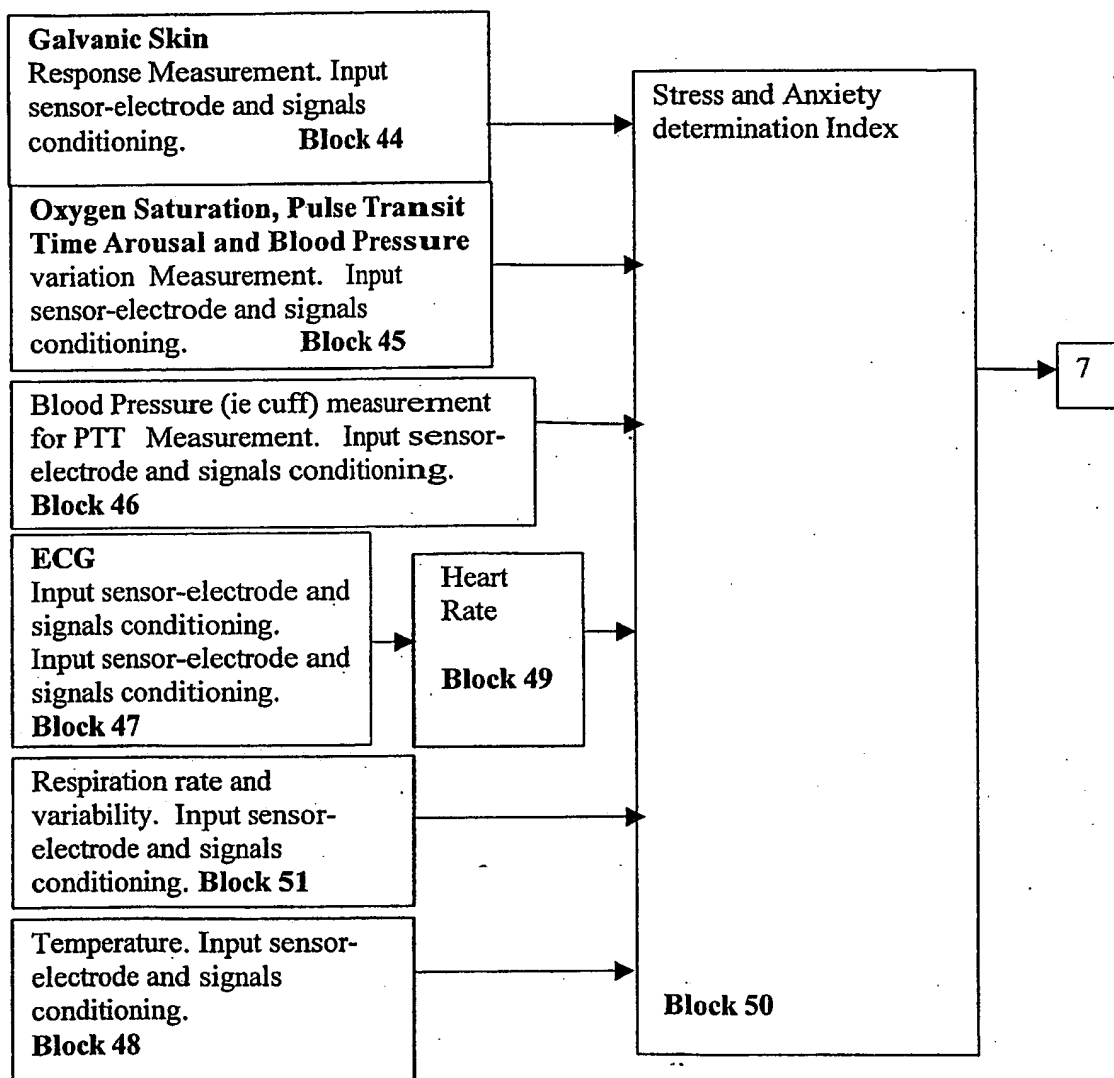 Galvanic Skin
Response Measurement. Input
sensor-electrode and signals
conditioning. Block 44
Oxygen Saturation, Pulse Transit
Time Arousal and Blood Pressure
variation Measurement. Input
sensor-electrode and signals
conditioning. Block 45
Blood Pressure (ie cuff) measurement
for PTT Measurement. Input sensor-
electrode and signals conditioning.
Block 46
ECG
Input sensor-electrode and
signals conditioning.
Input sensor-electrode and
signals conditioning.
Block 47
Heart
Rate
Block 49
Respiration rate and
variability. Input sensor-
electrode and signals
conditioning. Block 51
Temperature. Input sensor-
electrode and signals
conditioning.
Block 48
Stress and Anxiety
determination Index
Block 50
7